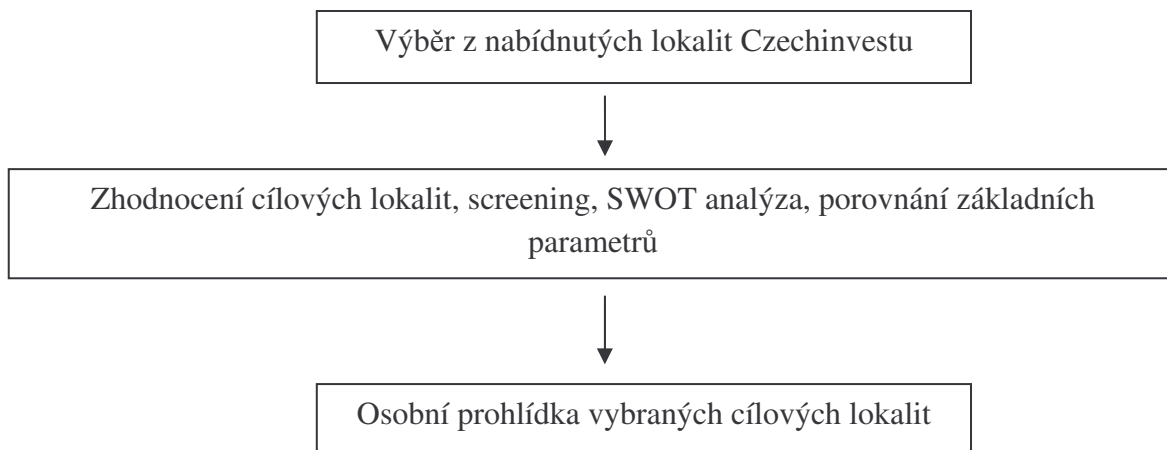 Výběr z nabídnutých lokalit Czechinvestu
Zhodnocení cílových lokalit, screening, SWOT analýza, porovnání základních
parametrů
Osobní prohlídka vybraných cílových lokalit